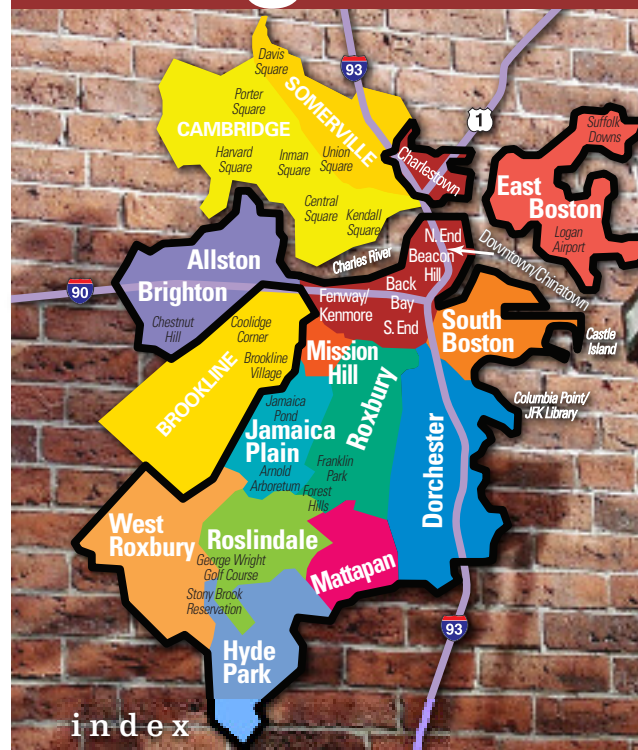 93
1
Davis
Square
SOMERVILLE
Porter
Square
CAMBRIDGE
Harvard
Square
Inman
Square
Union
Square
Central
Square
Kendall
Square
Charlestown
Suffolk
Downs
East
Boston
Logan
Airport
Charles River
N. End
Beacon
Hill
Downtown/Chinatown
Allston
Brighton
90
Chestnut
Hill
Back
Bay
Fenway/
Kenmore
S. End
South
Boston
Castle
Island
Coolidge
Corner
Brookline
Village
BROOKLINE
Mission
Hill
Columbia Point/
JFK Library
Jamaica
Pond
Jamaica
Plain
Arnold
Arboretum
Roxbury
Franklin
Park
Forest
Hills
Dorchester
West
Roxbury
Roslindale
George Wright
Golf Course
Stony Brook
Reservation
Mattapan
Hyde
Park
93
index